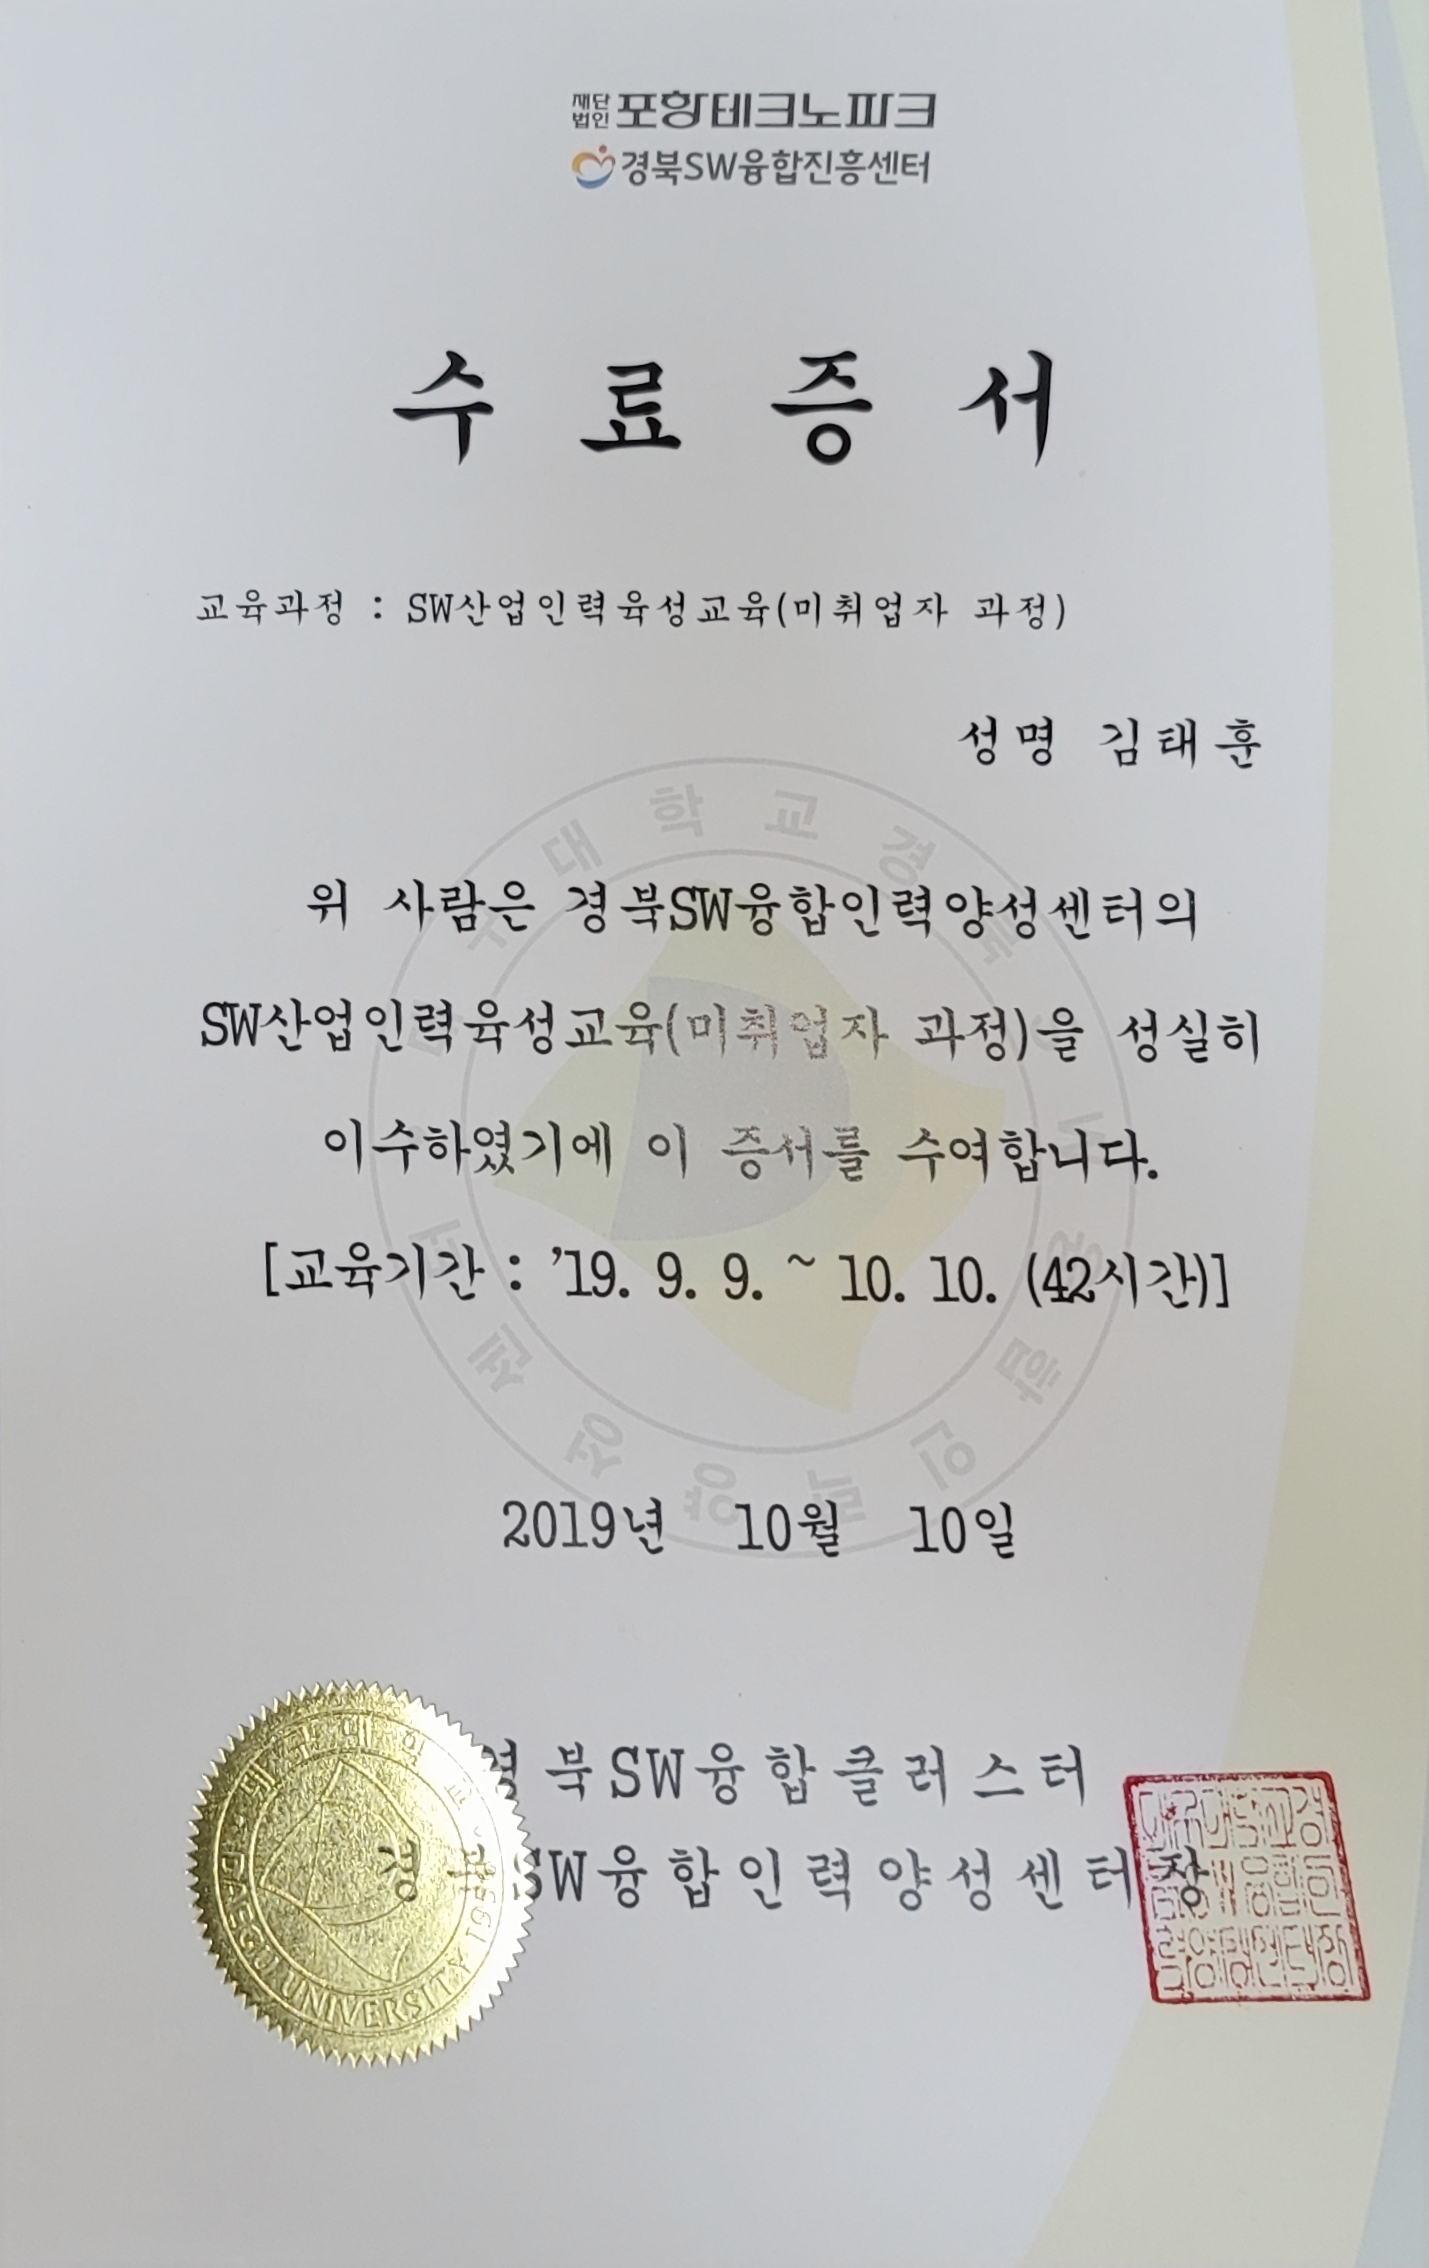 재단법인 포항테크노파크
경북SW융합진흥센터
수 료 증 서
교육과정 : SW산업인력육성교육(미취업자 과정)
성명 김태훈
위 사람은 경북SW융합인력양성센터의
SW산업인력육성교육(미취업자 과정)을 성실히
이수하였기에 이 증서를 수여합니다.
[교육기간 : '19. 9. 9. ~ 10. 10. (42시간)]
2019년 10월 10일
경북SW융합클러스터
경북SW융합인력양성센터장
대구대학교
DAEGU UNIVERSITY 1956